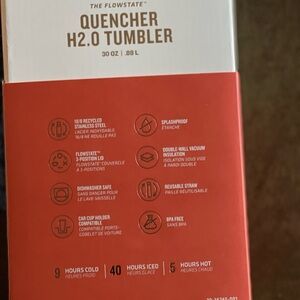 THE FLOWSTATE™
QUENCHER
H2.0 TUMBLER
30 OZ | .88 L
18/8 RECYCLED
STAINLESS STEEL
L'ACIER INOXYDABLE
18/8 NE ROUILLE PAS
SPLASHPROOF
ÉTANCHE
FLOWSTATE™
3-POSITION LID
FLOWSTATE™ COUVERCLE
À 3-POSITIONS
DOUBLE-WALL VACUUM
INSULATION
ISOLATION SOUS VIDE
À PAROI DOUBLE
DISHWASHER SAFE
SANS DANGER POUR
LE LAVE-VAISSELLE
REUSABLE STRAW
PAILLE RÉUTILISABLE
CAR CUP HOLDER
COMPATIBLE
COMPATIBLE PORTE-
GOBELET DE VOITURE
BPA FREE
SANS BPA
9 HOURS COLD
HEURES FROID
40 HOURS ICED
HEURES GLACÉ
5 HOURS HOT
HEURES CHAUD